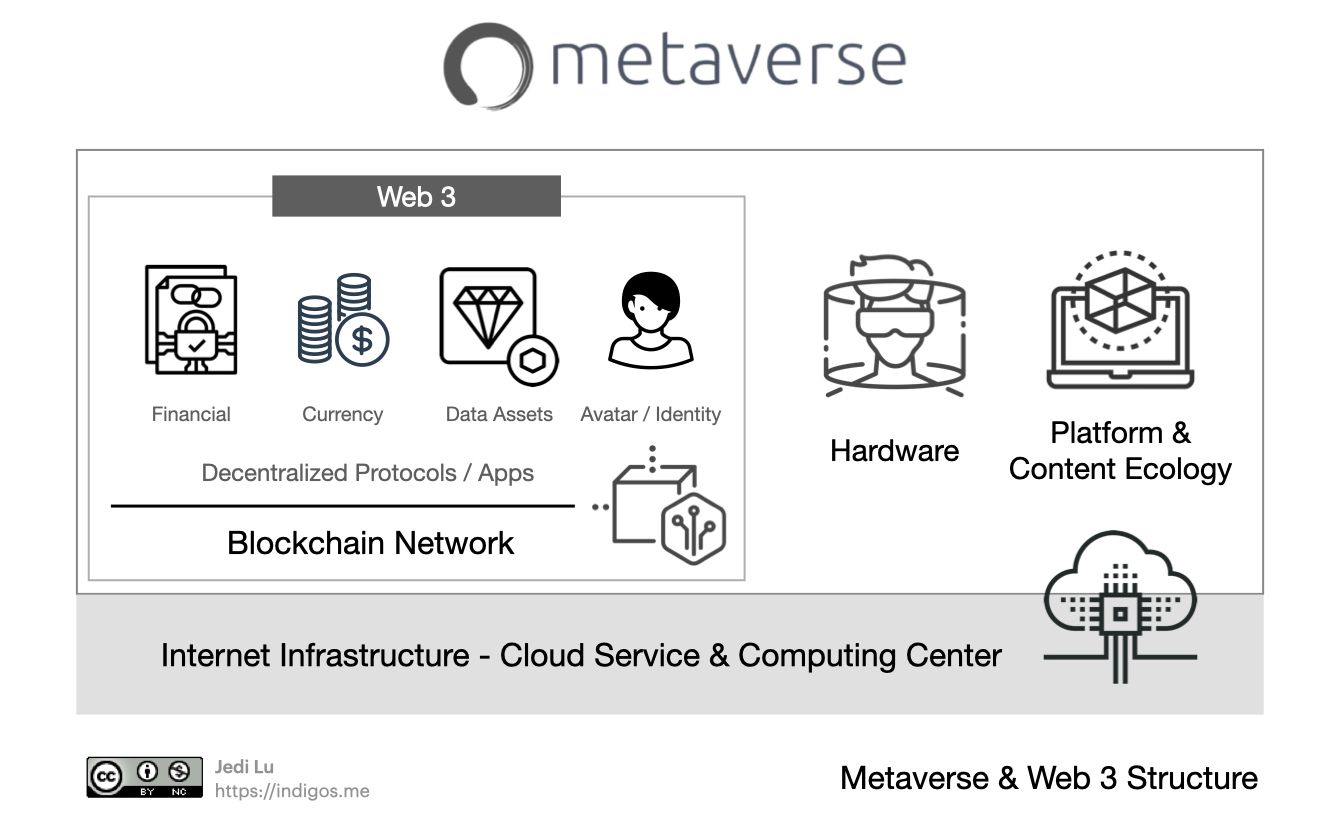 metaverse
Web 3
Financial
Currency
Data Assets
Avatar / Identity
Decentralized Protocols / Apps
Blockchain Network
Hardware
Platform &
Content Ecology
Internet Infrastructure - Cloud Service & Computing Center
cc
BY NC
Jedi Lu
https://indigos.me
Metaverse & Web 3 Structure